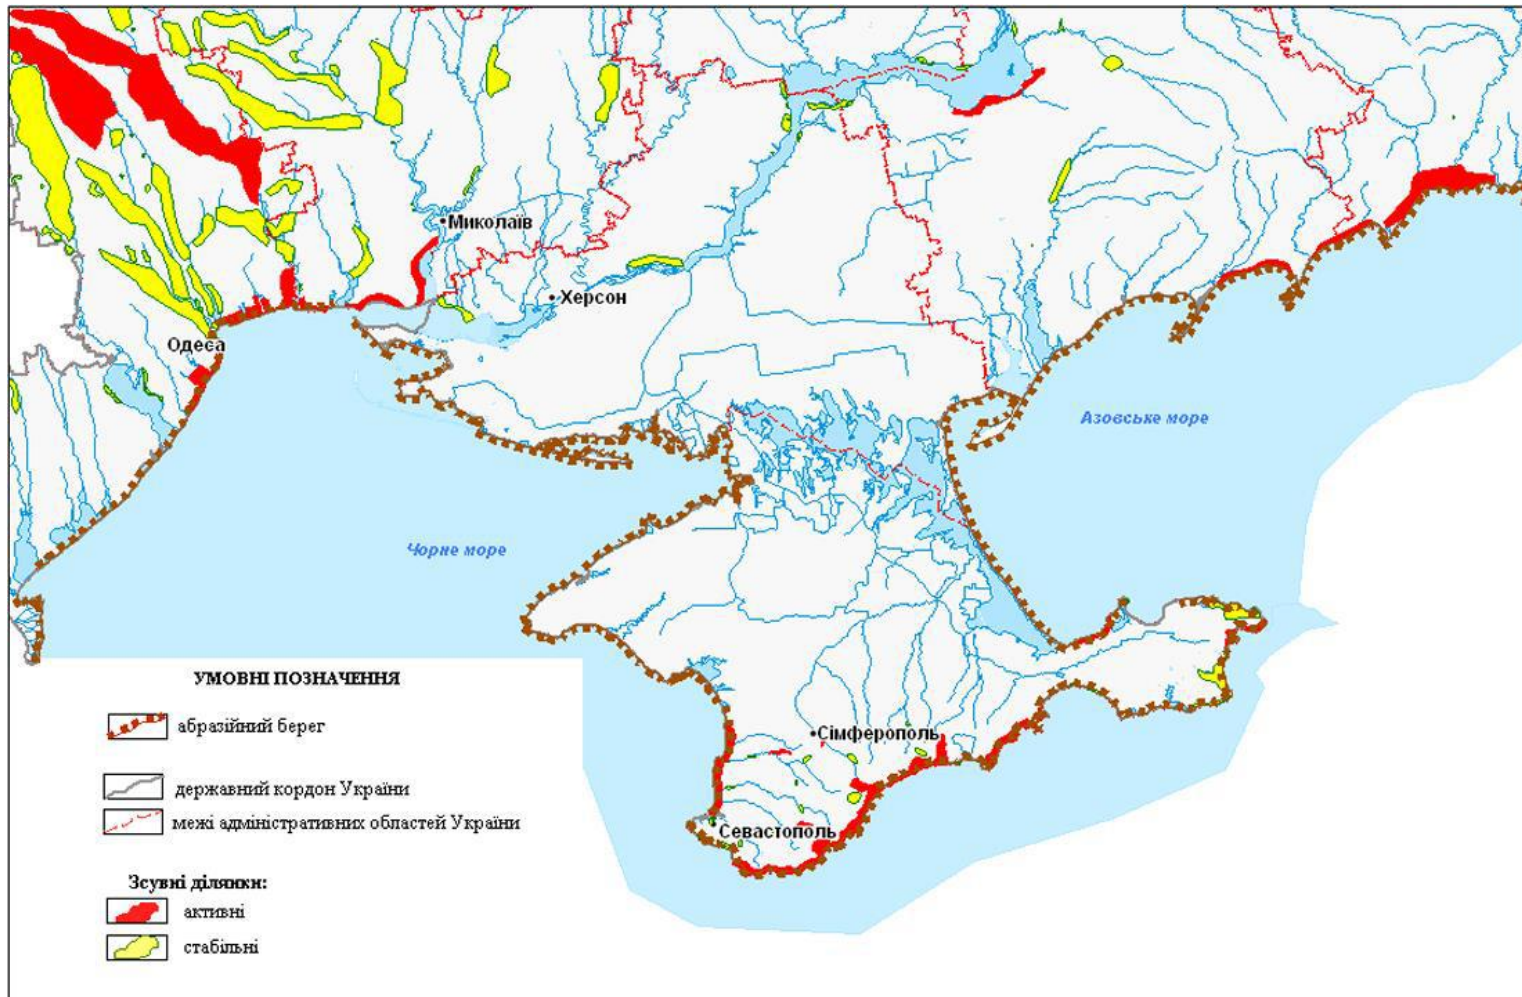 Миколаїв
Херсон
Одеса
Азовське море
Чорне море
УМОВНІ ПОЗНАЧЕННЯ
абразійний берег
Сімферополь
державний кордон України
межі адміністративних областей України
Севастополь
Зсувні ділянки:
активні
стабільні